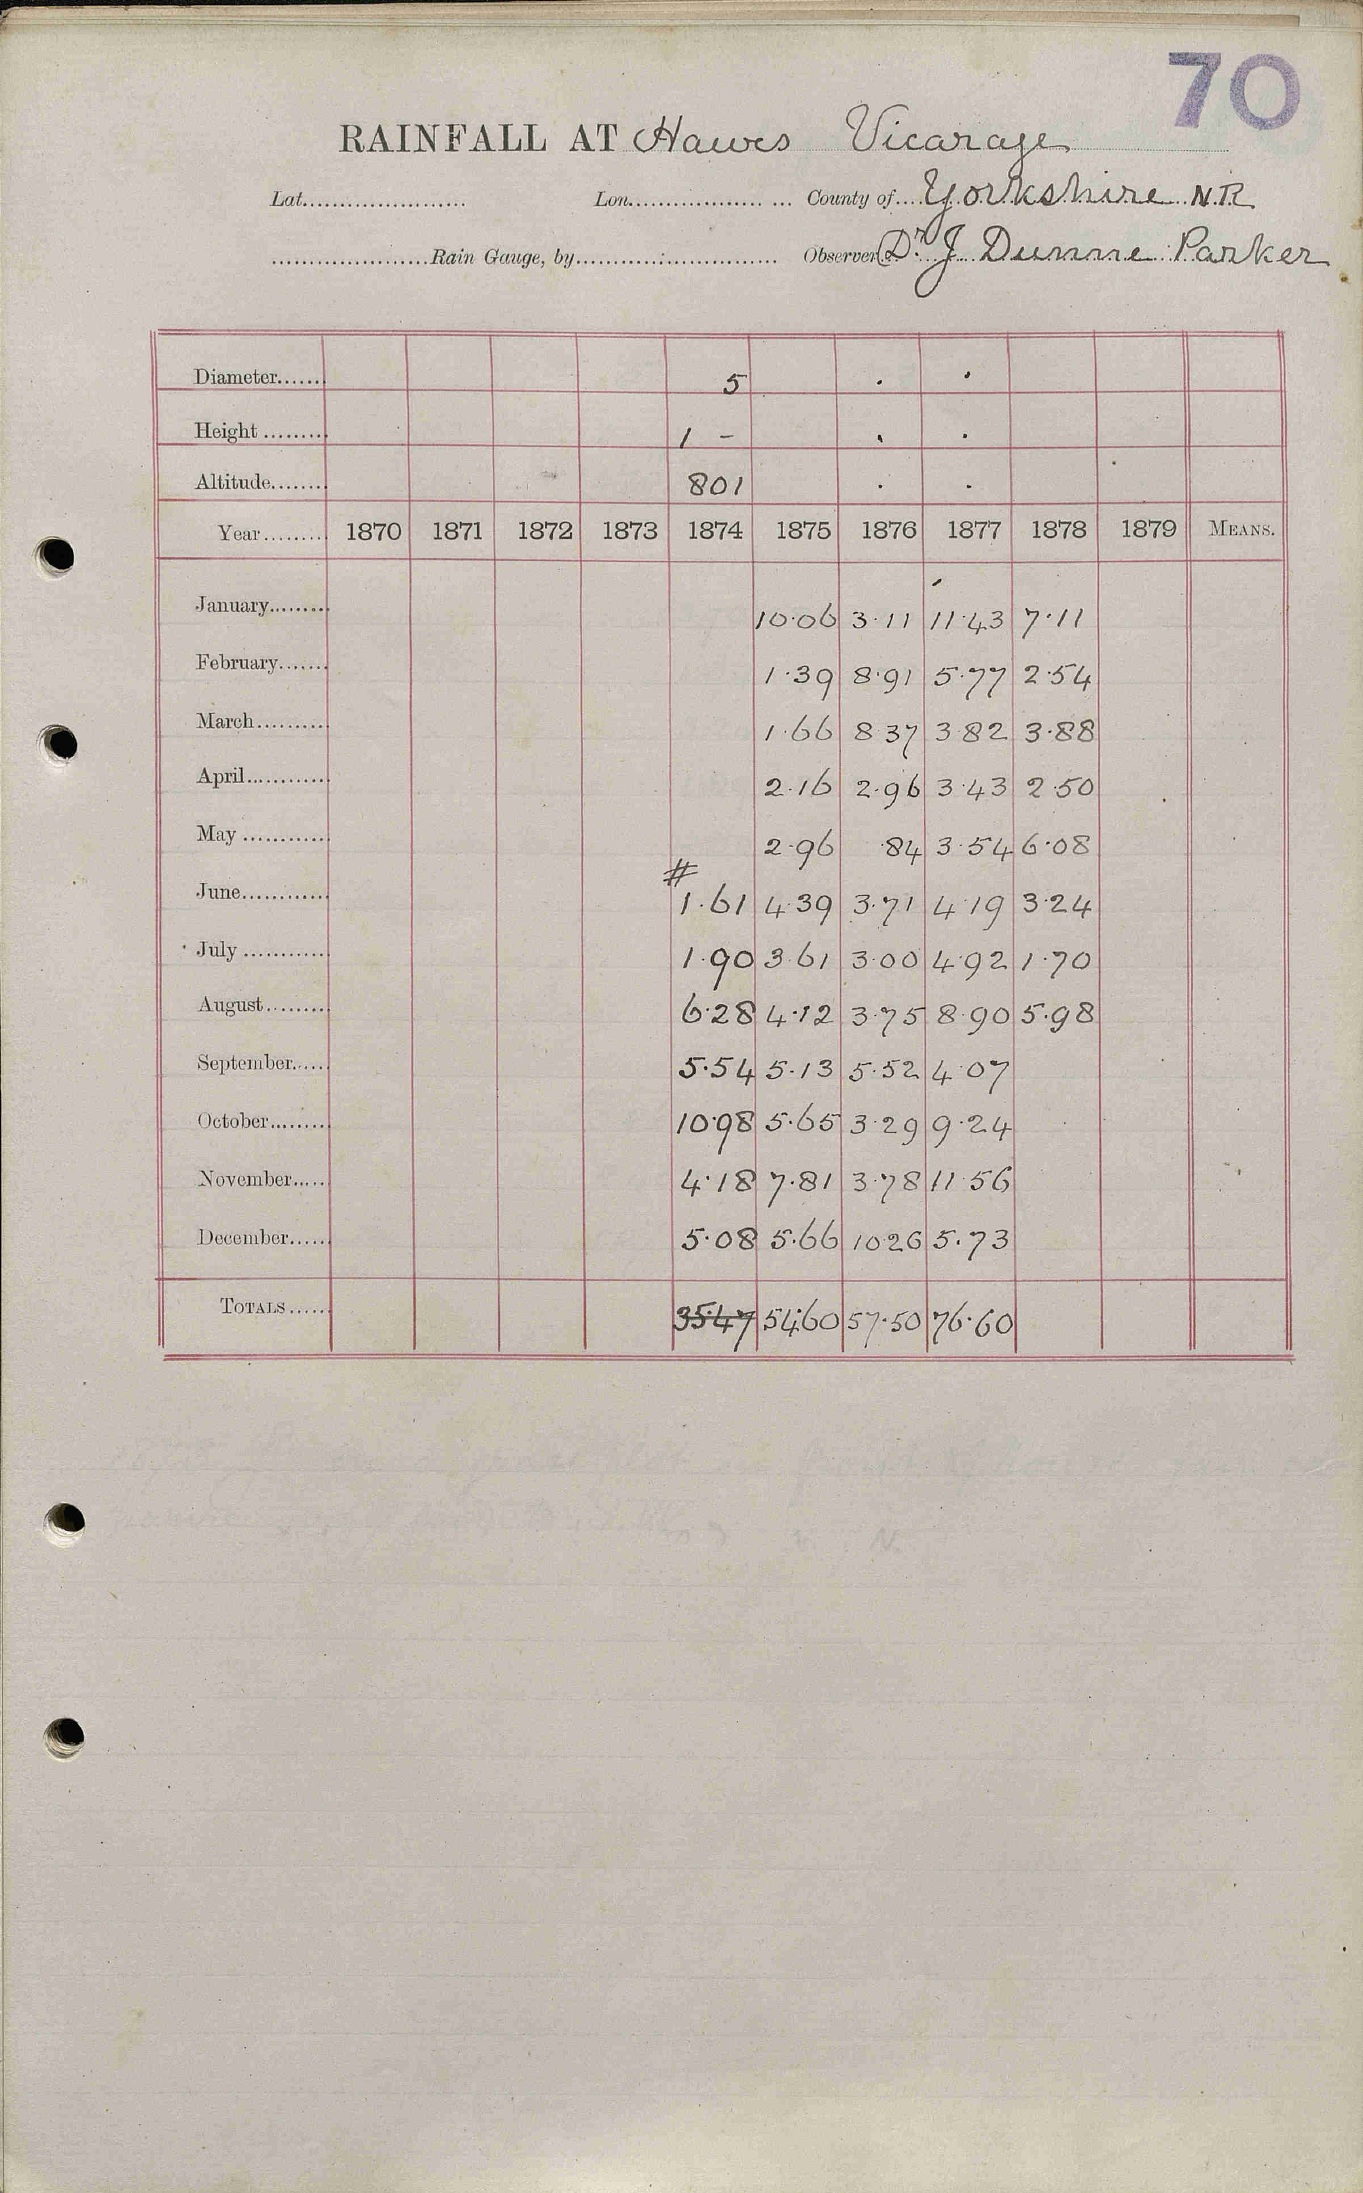 70
RAINFALL AT Hawes Vicarage
Lat...................... Lon...................... County of.... Yorkshire N.R.
......................Rain Gauge, by.............................. Observer Dr. J Dunne Parker
Diameter...... 5 . .
Height ......... 1 - . .
Altitude........ 801 . .
Year......... 1870 1871 1872 1873 1874 1875 1876 1877 1878 1879 MEANS.
January......... 10.06 3.11 11.43 7.11
February....... 1.39 8.91 5.77 2.54
March.......... 1.66 8 37 3 82 3.88
April............ 2.16 2.96 3.43 2.50
May ............ 2.96 .84 3.54 6.08
#
June............ 1.61 4.39 3.71 4.19 3.24
July ............ 1.90 3.61 3.00 4.92 1.70
August......... 6.28 4.12 3.75 8.90 5.98
September...... 5.54 5.13 5.52 4.07
October......... 10.98 5.65 3.29 9.24
November..... 4.18 7.81 3.78 11 56
December...... 5.08 5.66 10.26 5.73
TOTALS...... 35.47 54.60 57.50 76.60